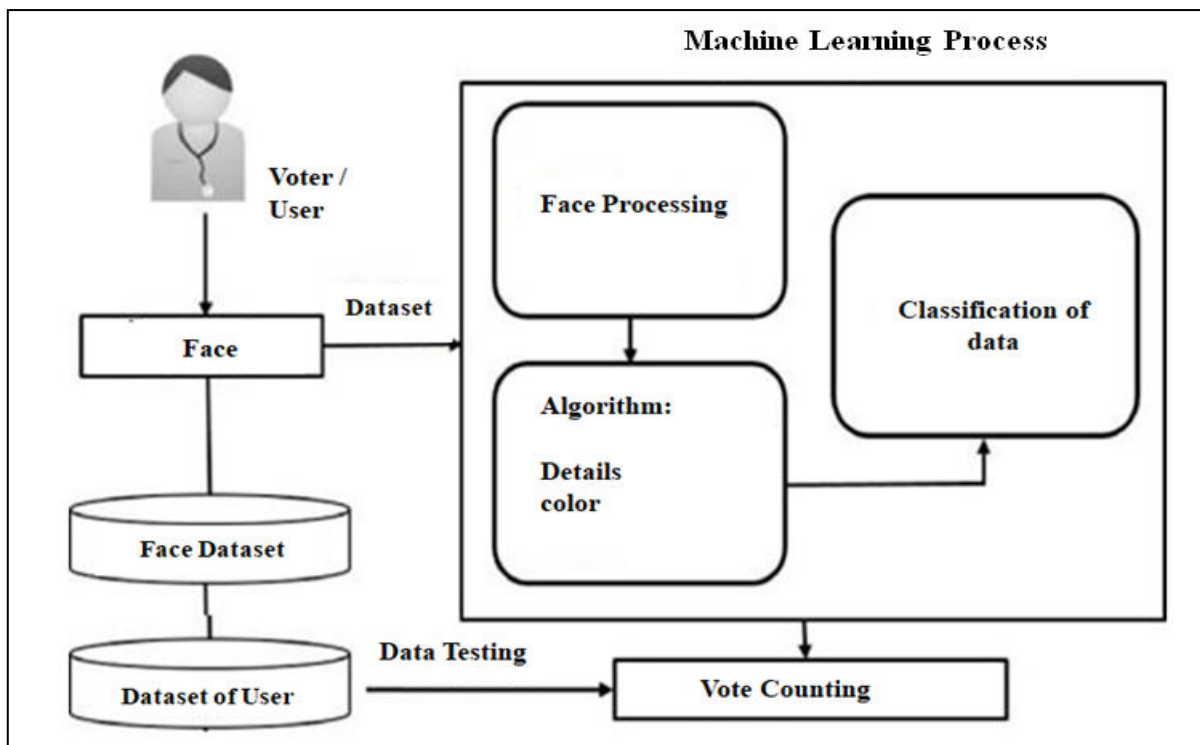 Machine Learning Process
Voter /
User
Face Processing
Dataset
Face
Classification of
data
Algorithm:
Details
color
Face Dataset
Data Testing
Dataset of User
Vote Counting